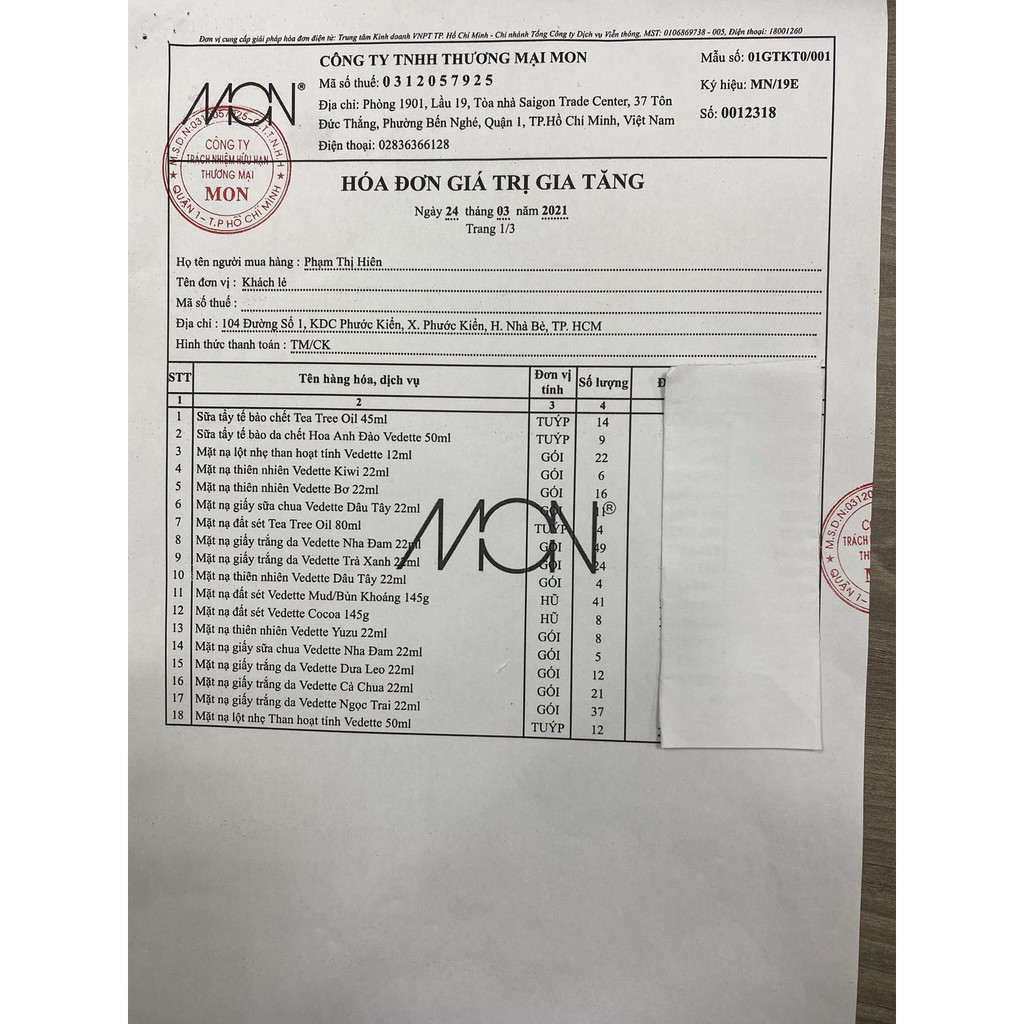 Đơn vị cung cấp giải pháp hóa đơn điện tử: Trung tâm Kinh doanh VNPT TP. Hồ Chí Minh - Chi nhánh Tổng Công ty Dịch vụ Viễn thông, MST: 0106869738 - 005, Điện thoại: 18001260
MON®
CÔNG TY TNHH THƯƠNG MẠI MON
Mã số thuế: 0312057925
Địa chỉ: Phòng 1901, Lầu 19, Tòa nhà Saigon Trade Center, 37 Tôn
Đức Thắng, Phường Bến Nghé, Quận 1, TP.Hồ Chí Minh, Việt Nam
Điện thoại: 02836366128
Mẫu số: 01GTKT0/001
Ký hiệu: MN/19E
Số: 0012318
CÔNG TY
TRÁCH NHIỆM HỮU HẠN
THƯƠNG MẠI
MON
QUẬN 1 - T.P HỒ CHÍ MINH
HÓA ĐƠN GIÁ TRỊ GIA TĂNG
Ngày 24 tháng 03 năm 2021
Trang 1/3
Họ tên người mua hàng : Phạm Thị Hiên
Tên đơn vị : Khách lẻ
Mã số thuế :
Địa chỉ : 104 Đường Số 1, KDC Phước Kiển, X. Phước Kiển, H. Nhà Bè, TP. HCM
Hình thức thanh toán : TM/CK
STT Tên hàng hóa, dịch vụ Đơn vị tính Số lượng
1 2 3 4
1 Sữa tẩy tế bào chết Tea Tree Oil 45ml TUÝP 14
2 Sữa tẩy tế bào da chết Hoa Anh Đào Vedette 50ml TUÝP 9
3 Mặt nạ lột nhẹ than hoạt tính Vedette 12ml GÓI 22
4 Mặt nạ thiên nhiên Vedette Kiwi 22ml GÓI 6
5 Mặt nạ thiên nhiên Vedette Bơ 22ml GÓI 16
6 Mặt nạ giấy sữa chua Vedette Dâu Tây 22ml GÓI 11
7 Mặt nạ đất sét Tea Tree Oil 80ml TUÝP 4
8 Mặt nạ giấy trắng da Vedette Nha Đam 22ml GÓI 49
9 Mặt nạ giấy trắng da Vedette Trà Xanh 22ml GÓI 24
10 Mặt nạ thiên nhiên Vedette Dâu Tây 22ml GÓI 4
11 Mặt nạ đất sét Vedette Mud/Bùn Khoáng 145g HŨ 41
12 Mặt nạ đất sét Vedette Cocoa 145g HŨ 8
13 Mặt nạ thiên nhiên Vedette Yuzu 22ml GÓI 8
14 Mặt nạ giấy sữa chua Vedette Nha Đam 22ml GÓI 5
15 Mặt nạ giấy trắng da Vedette Dưa Leo 22ml GÓI 12
16 Mặt nạ giấy trắng da Vedette Cà Chua 22ml GÓI 21
17 Mặt nạ giấy trắng da Vedette Ngọc Trai 22ml GÓI 37
18 Mặt nạ lột nhẹ Than hoạt tính Vedette 50ml TUÝP 12
MON®